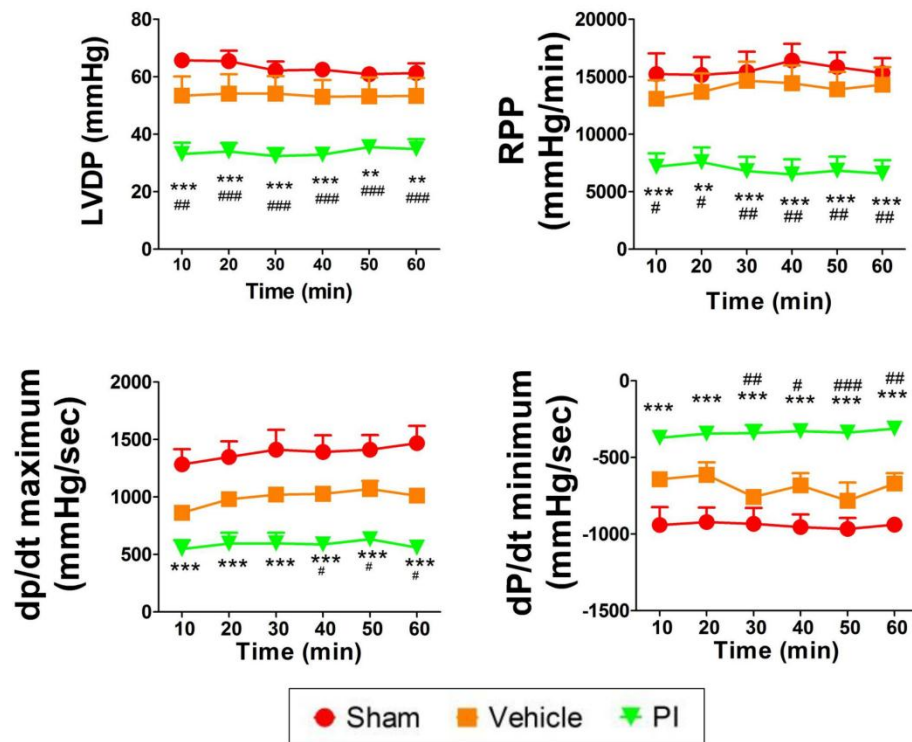 LVDP (mmHg)
80
60
40
20
0
*** *** *** *** ** **
## ### ### ### ### ###
10 20 30 40 50 60
Time (min)
RPP
(mmHg/min)
20000
15000
10000
5000
0
*** ** *** *** *** ***
# # ## ## ## ##
10 20 30 40 50 60
Time (min)
dp/dt maximum
(mmHg/sec)
2000
1500
1000
500
0
*** *** *** *** *** ***
# # #
10 20 30 40 50 60
Time (min)
dP/dt minimum
(mmHg/sec)
0
-500
-1000
-1500
## # ### ##
*** *** *** *** *** ***
10 20 30 40 50 60
Time (min)
Sham Vehicle PI